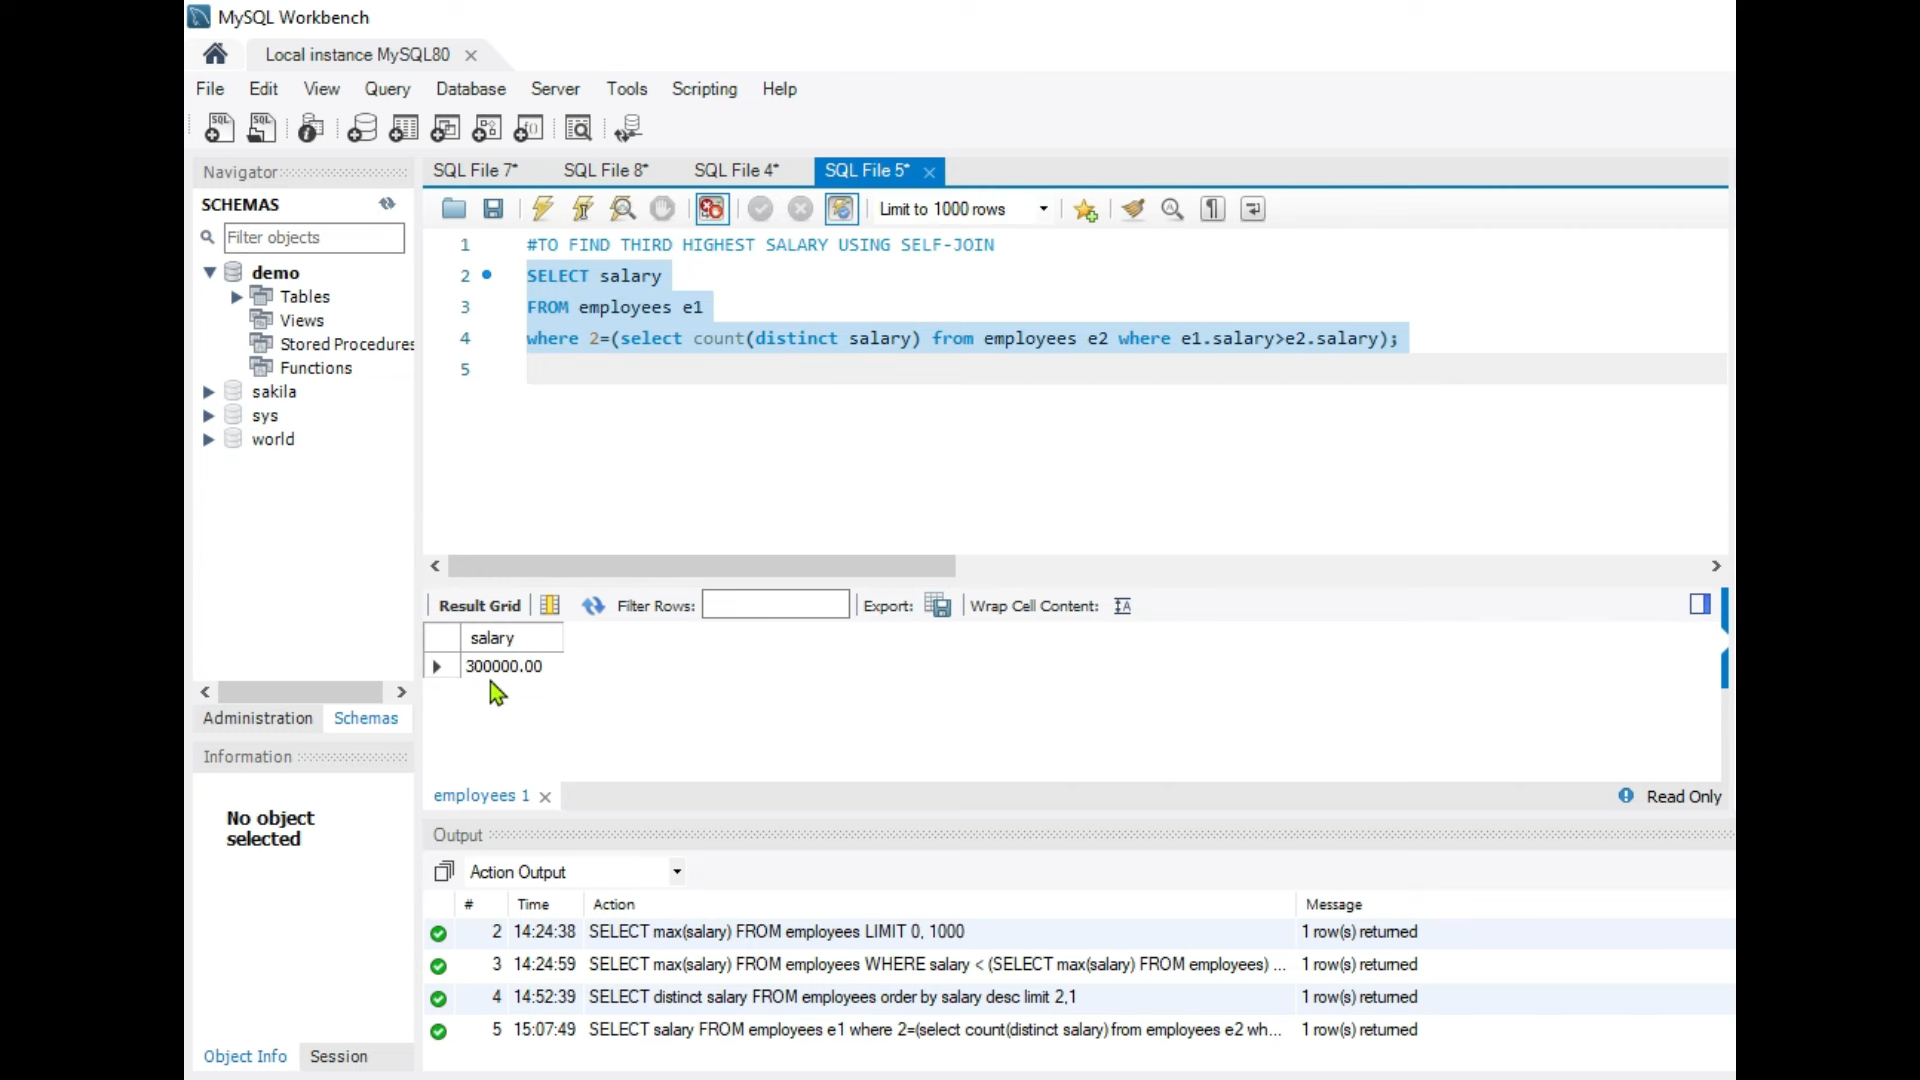 MySQL Workbench
Local instance MySQL80
File Edit View Query Database Server Tools Scripting Help
Navigator
SCHEMAS
Filter objects
demo
Tables
Views
Stored Procedures
Functions
sakila
sys
world
Administration Schemas
Information
No object
selected
Object Info Session
SQL File 7* SQL File 8* SQL File 4* SQL File 5*
Limit to 1000 rows
1 #TO FIND THIRD HIGHEST SALARY USING SELF-JOIN
2 SELECT salary
3 FROM employees e1
4 where 2=(select count(distinct salary) from employees e2 where e1.salary>e2.salary);
5
Result Grid Filter Rows: Export: Wrap Cell Content:
salary
300000.00
employees 1 Read Only
Output
Action Output
# Time Action Message
2 14:24:38 SELECT max(salary) FROM employees LIMIT 0, 1000 1 row(s) returned
3 14:24:59 SELECT max(salary) FROM employees WHERE salary < (SELECT max(salary) FROM employees) ... 1 row(s) returned
4 14:52:39 SELECT distinct salary FROM employees order by salary desc limit 2,1 1 row(s) returned
5 15:07:49 SELECT salary FROM employees e1 where 2=(select count(distinct salary) from employees e2 wh... 1 row(s) returned